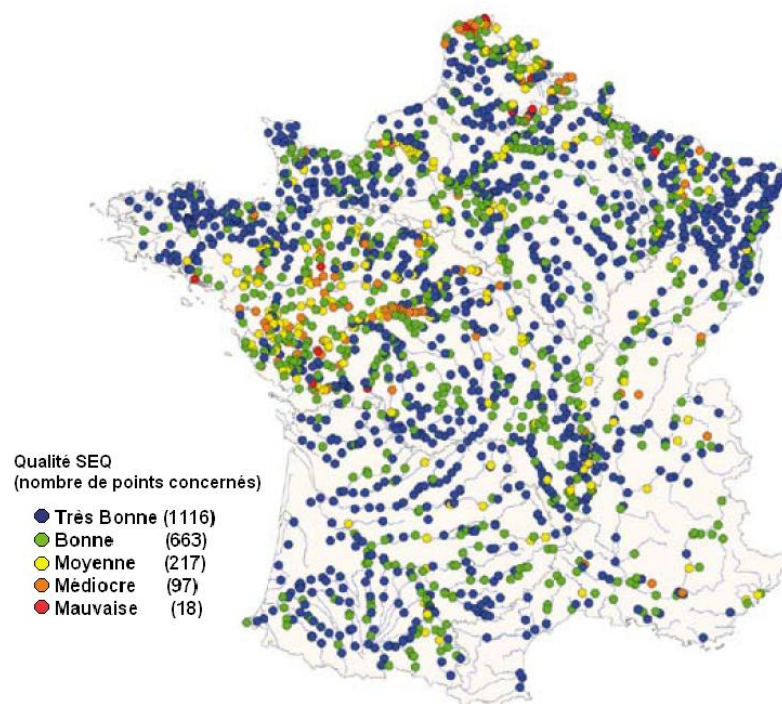 Qualité SEQ
(nombre de points concernés)
Très Bonne (1116)
Bonne (663)
Moyenne (217)
Médiocre (97)
Mauvaise (18)